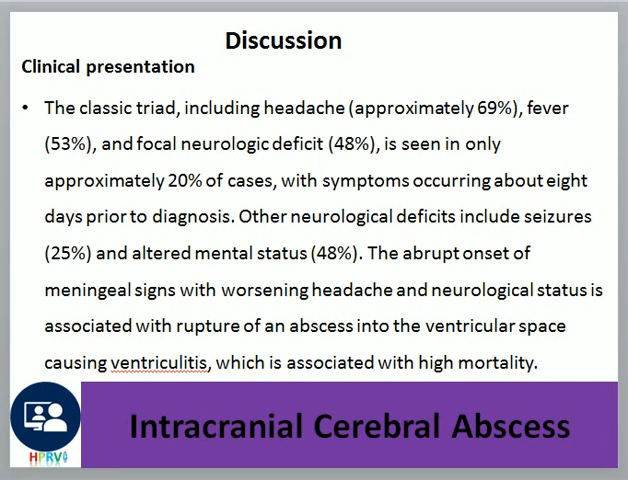 Discussion
Clinical presentation
• The classic triad, including headache (approximately 69%), fever
(53%), and focal neurologic deficit (48%), is seen in only
approximately 20% of cases, with symptoms occurring about eight
days prior to diagnosis. Other neurological deficits include seizures
(25%) and altered mental status (48%). The abrupt onset of
meningeal signs with worsening headache and neurological status is
associated with rupture of an abscess into the ventricular space
causing ventriculitis, which is associated with high mortality.
Intracranial Cerebral Abscess
HPRV